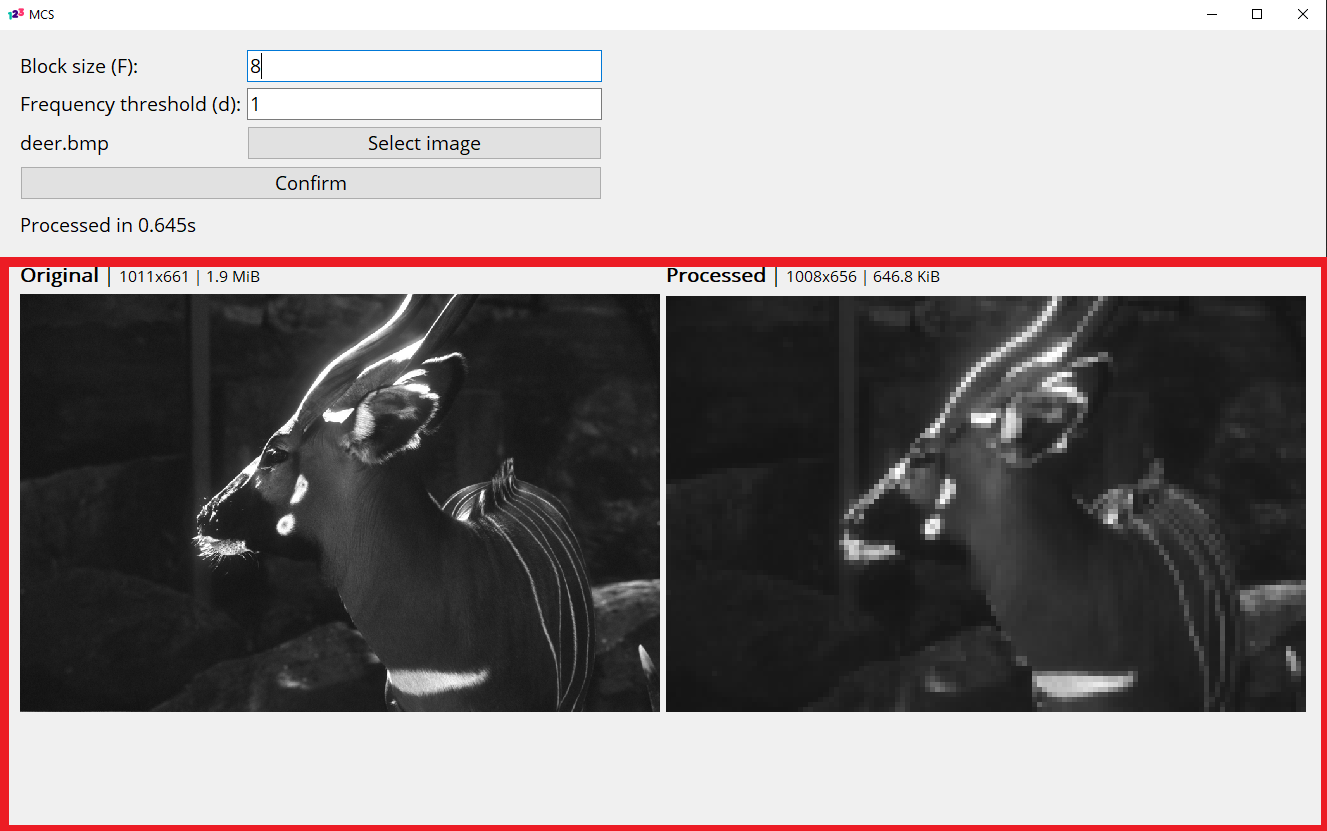 123 MCS
Block size (F): 8
Frequency threshold (d): 1
deer.bmp Select image
Confirm
Processed in 0.645s
Original | 1011x661 | 1.9 MiB
Processed | 1008x656 | 646.8 KiB